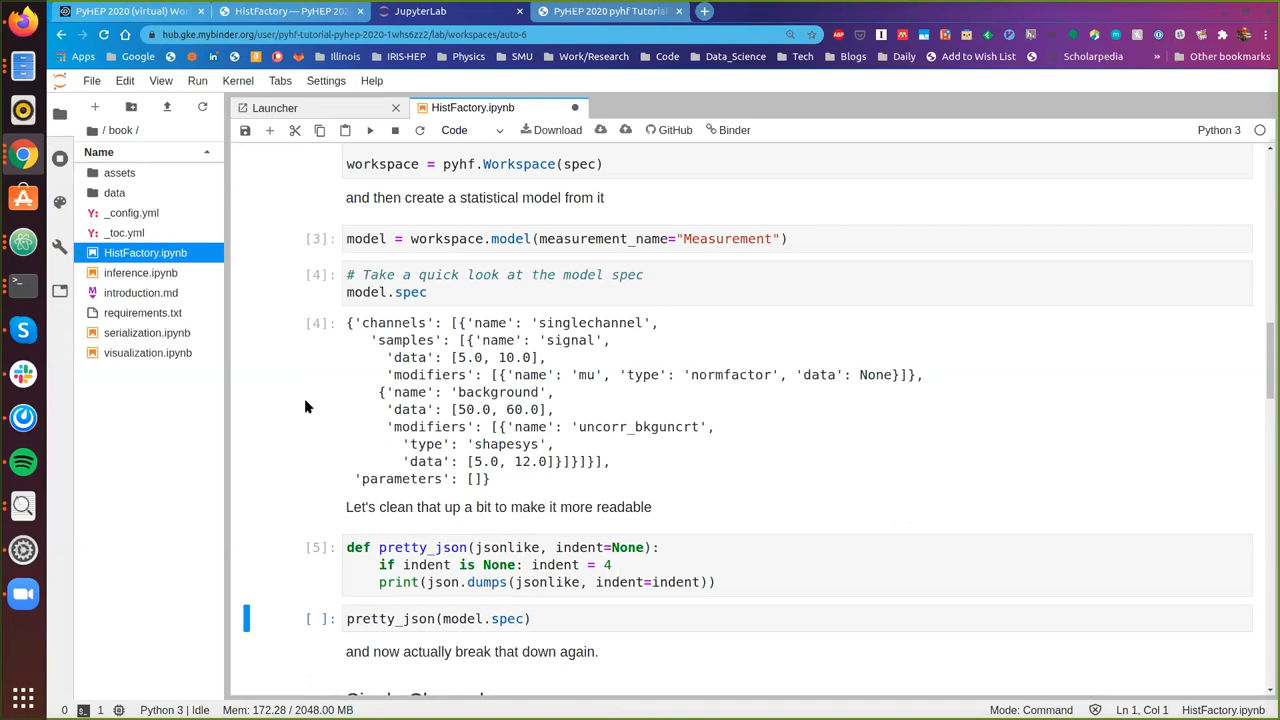 PyHEP 2020 (virtual) Wor
HistFactory — PyHEP 202
JupyterLab
PyHEP 2020 pyhf Tutorial
hub.gke.mybinder.org/user/pyhf-tutorial-pyhep-2020-1whs6zz2/lab/workspaces/auto-6
Apps Google Illinois IRIS-HEP Physics SMU Work/Research Code Data_Science Tech Blogs Daily Add to Wish List Scholarpedia » Other bookmarks
File Edit View Run Kernel Tabs Settings Help
Launcher
HistFactory.ipynb
Code
Download
GitHub
Binder
Python 3
/ book /
Name
assets
data
_config.yml
_toc.yml
HistFactory.ipynb
inference.ipynb
introduction.md
requirements.txt
serialization.ipynb
visualization.ipynb
workspace = pyhf.Workspace(spec)
and then create a statistical model from it
[3]: model = workspace.model(measurement_name="Measurement")
[4]: # Take a quick look at the model spec
model.spec
[4]: {'channels': [{'name': 'singlechannel',
'samples': [{'name': 'signal',
'data': [5.0, 10.0],
'modifiers': [{'name': 'mu', 'type': 'normfactor', 'data': None}]},
{'name': 'background',
'data': [50.0, 60.0],
'modifiers': [{'name': 'uncorr_bkguncrt',
'type': 'shapesys',
'data': [5.0, 12.0]}]}]}],
'parameters': []}
Let's clean that up a bit to make it more readable
[5]: def pretty_json(jsonlike, indent=None):
if indent is None: indent = 4
print(json.dumps(jsonlike, indent=indent))
[ ]: pretty_json(model.spec)
and now actually break that down again.
0 1 Python 3 | Idle Mem: 172.28 / 2048.00 MB Mode: Command Ln 1, Col 1 HistFactory.ipynb